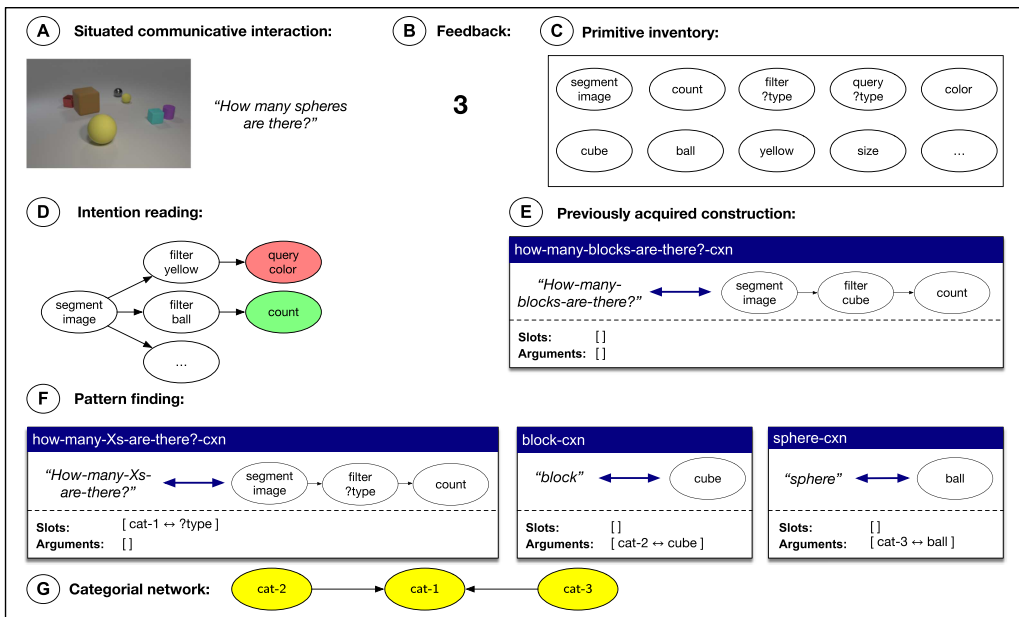 A Situated communicative interaction:
"How many spheres
are there?"
B Feedback:
3
C Primitive inventory:
segment
image
count
filter
?type
query
?type
color
cube
ball
yellow
size
...
D Intention reading:
segment
image
filter
yellow
query
color
filter
ball
count
...
E Previously acquired construction:
how-many-blocks-are-there?-cxn
"How-many-
blocks-are-there?"
segment
image
filter
cube
count
Slots: [ ]
Arguments: [ ]
F Pattern finding:
how-many-Xs-are-there?-cxn
"How-many-Xs-
are-there?"
segment
image
filter
?type
count
Slots: [ cat-1 ↔ ?type ]
Arguments: [ ]
block-cxn
"block"
cube
Slots: [ ]
Arguments: [ cat-2 ↔ cube ]
sphere-cxn
"sphere"
ball
Slots: [ ]
Arguments: [ cat-3 ↔ ball ]
G Categorial network:
cat-2
cat-1
cat-3